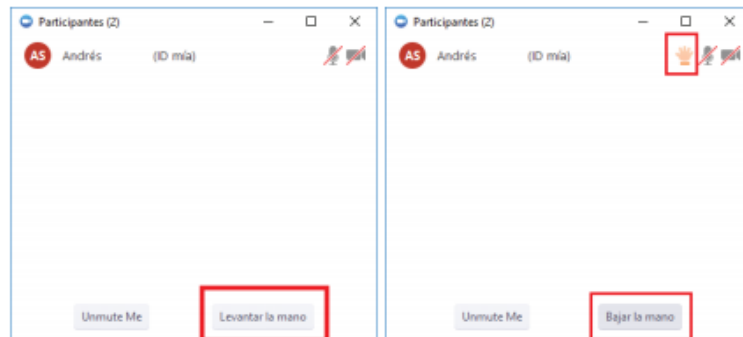 Participantes (2)
AS Andrés (ID mía)
Unmute Me Levantar la mano
Participantes (2)
AS Andrés (ID mía)
Unmute Me Bajar la mano